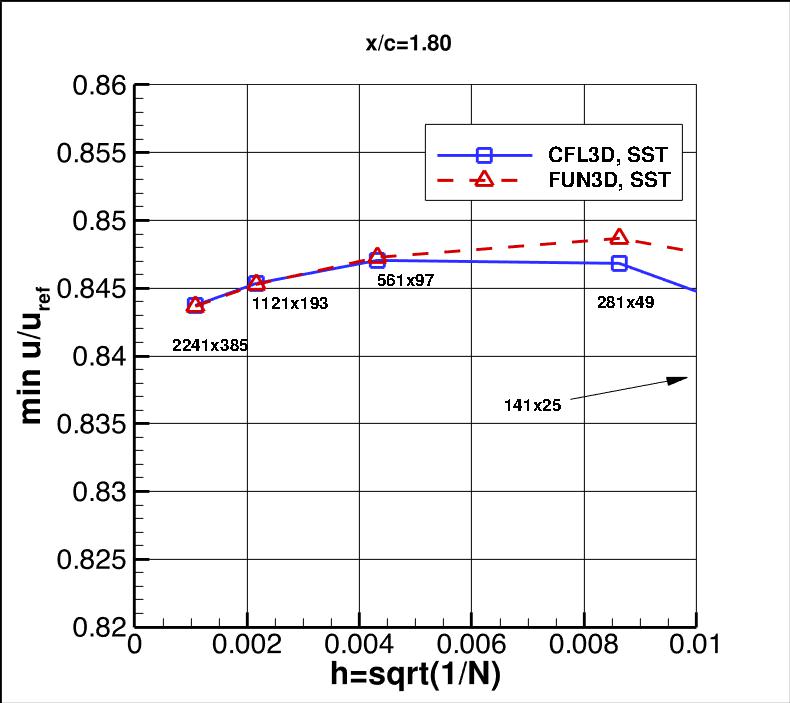 x/c=1.80
0.86
0.855
CFL3D, SST
FUN3D, SST
0.85
561x97
0.845
1121x193
281x49
2241x385
0.84
141x25
0.835
0.83
0.825
0.82
min u/u_ref
0 0.002 0.004 0.006 0.008 0.01
h=sqrt(1/N)